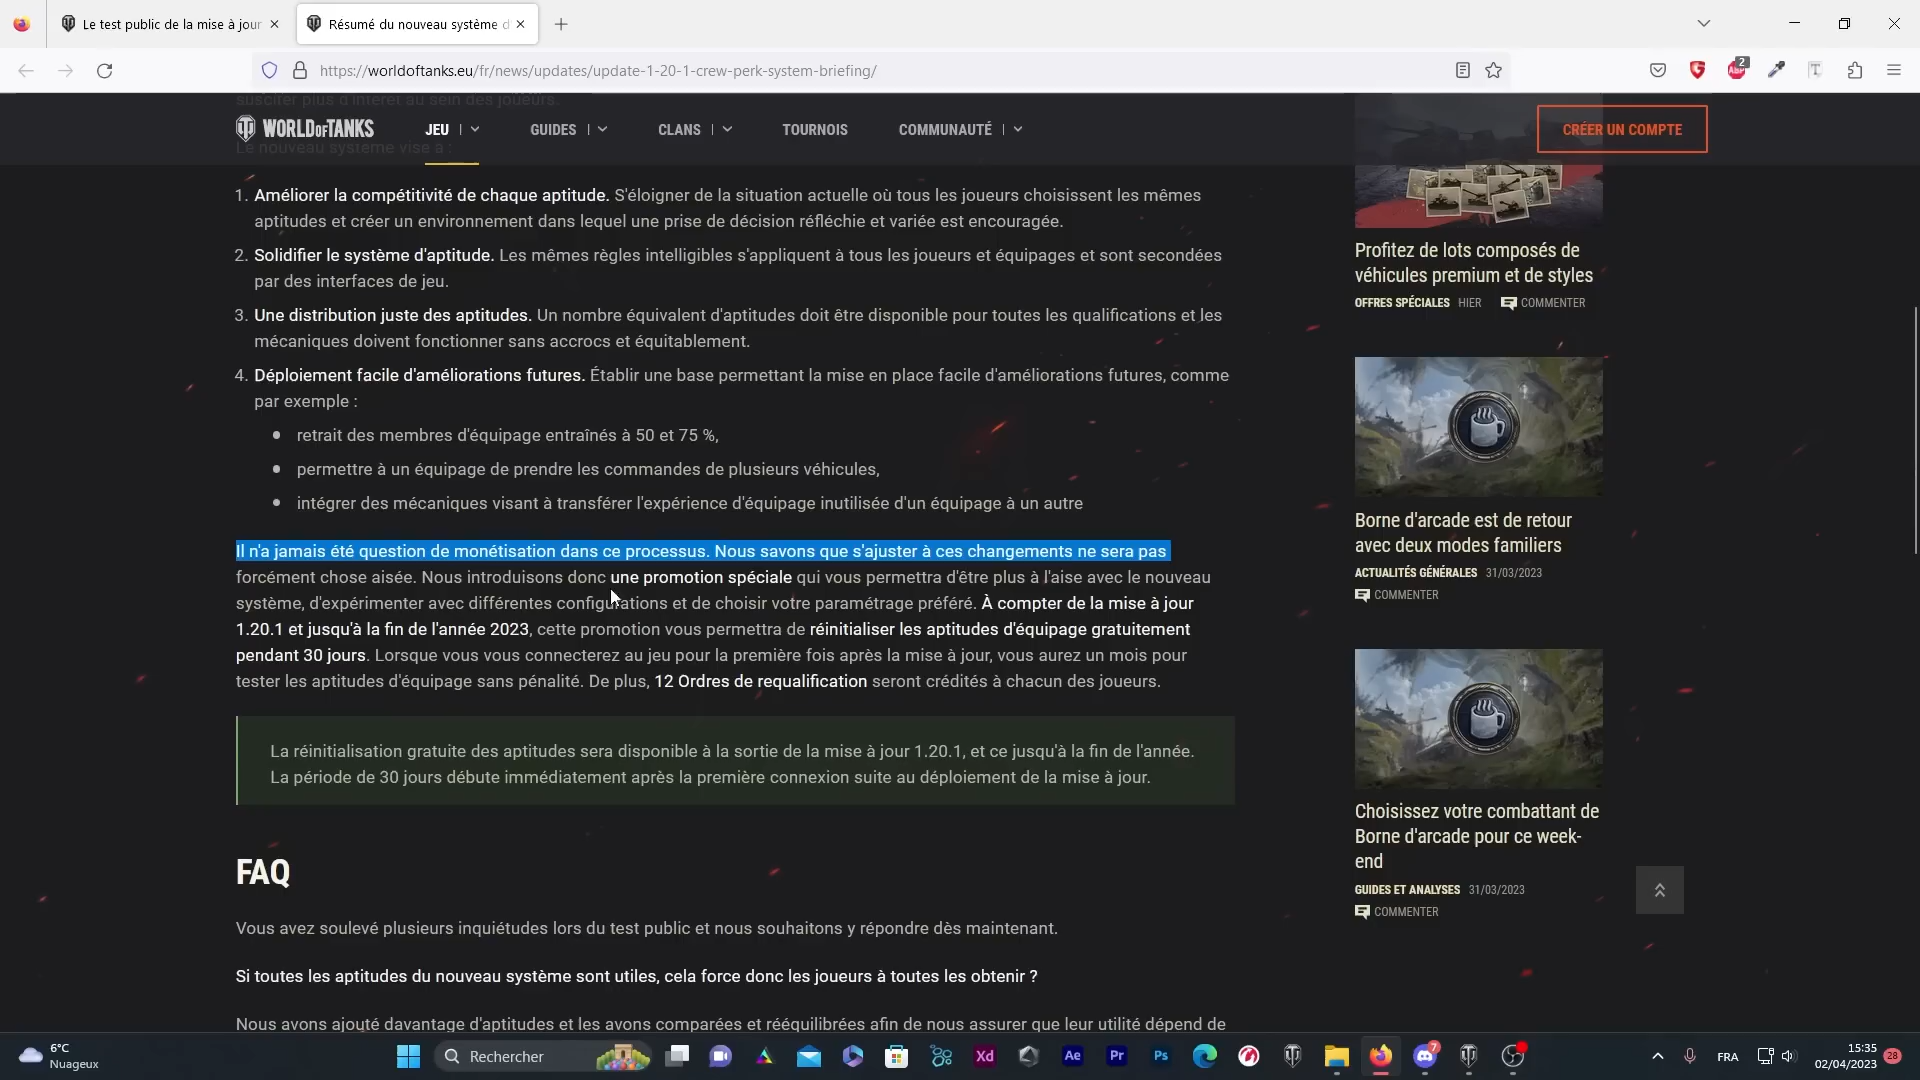 Le test public de la mise à jour
Résumé du nouveau système d
https://worldoftanks.eu/fr/news/updates/update-1-20-1-crew-perk-system-briefing/
2
susciter plus d'intérêt au sein des joueurs.
WORLD OF TANKS
JEU
GUIDES
CLANS
TOURNOIS
COMMUNAUTÉ
CRÉER UN COMPTE
Le nouveau système vise à :
1. Améliorer la compétitivité de chaque aptitude. S'éloigner de la situation actuelle où tous les joueurs choisissent les mêmes
aptitudes et créer un environnement dans lequel une prise de décision réfléchie et variée est encouragée.
2. Solidifier le système d'aptitude. Les mêmes règles intelligibles s'appliquent à tous les joueurs et équipages et sont secondées
par des interfaces de jeu.
3. Une distribution juste des aptitudes. Un nombre équivalent d'aptitudes doit être disponible pour toutes les qualifications et les
mécaniques doivent fonctionner sans accrocs et équitablement.
4. Déploiement facile d'améliorations futures. Établir une base permettant la mise en place facile d'améliorations futures, comme
par exemple :
retrait des membres d'équipage entraînés à 50 et 75 %,
permettre à un équipage de prendre les commandes de plusieurs véhicules,
intégrer des mécaniques visant à transférer l'expérience d'équipage inutilisée d'un équipage à un autre
Il n'a jamais été question de monétisation dans ce processus. Nous savons que s'ajuster à ces changements ne sera pas
forcément chose aisée. Nous introduisons donc une promotion spéciale qui vous permettra d'être plus à l'aise avec le nouveau
système, d'expérimenter avec différentes configurations et de choisir votre paramétrage préféré. À compter de la mise à jour
1.20.1 et jusqu'à la fin de l'année 2023, cette promotion vous permettra de réinitialiser les aptitudes d'équipage gratuitement
pendant 30 jours. Lorsque vous vous connecterez au jeu pour la première fois après la mise à jour, vous aurez un mois pour
tester les aptitudes d'équipage sans pénalité. De plus, 12 Ordres de requalification seront crédités à chacun des joueurs.
La réinitialisation gratuite des aptitudes sera disponible à la sortie de la mise à jour 1.20.1, et ce jusqu'à la fin de l'année.
La période de 30 jours débute immédiatement après la première connexion suite au déploiement de la mise à jour.
FAQ
Vous avez soulevé plusieurs inquiétudes lors du test public et nous souhaitons y répondre dès maintenant.
Si toutes les aptitudes du nouveau système sont utiles, cela force donc les joueurs à toutes les obtenir ?
Nous avons ajouté davantage d'aptitudes et les avons comparées et rééquilibrées afin de nous assurer que leur utilité dépend de
Profitez de lots composés de
véhicules premium et de styles
OFFRES SPÉCIALES HIER COMMENTER
Borne d'arcade est de retour
avec deux modes familiers
ACTUALITÉS GÉNÉRALES 31/03/2023
COMMENTER
Choisissez votre combattant de
Borne d'arcade pour ce week-
end
GUIDES ET ANALYSES 31/03/2023
COMMENTER
6°C
Nuageux
Rechercher
Xd
Ae
Pr
Ps
7
FRA
15:35
02/04/2023
28